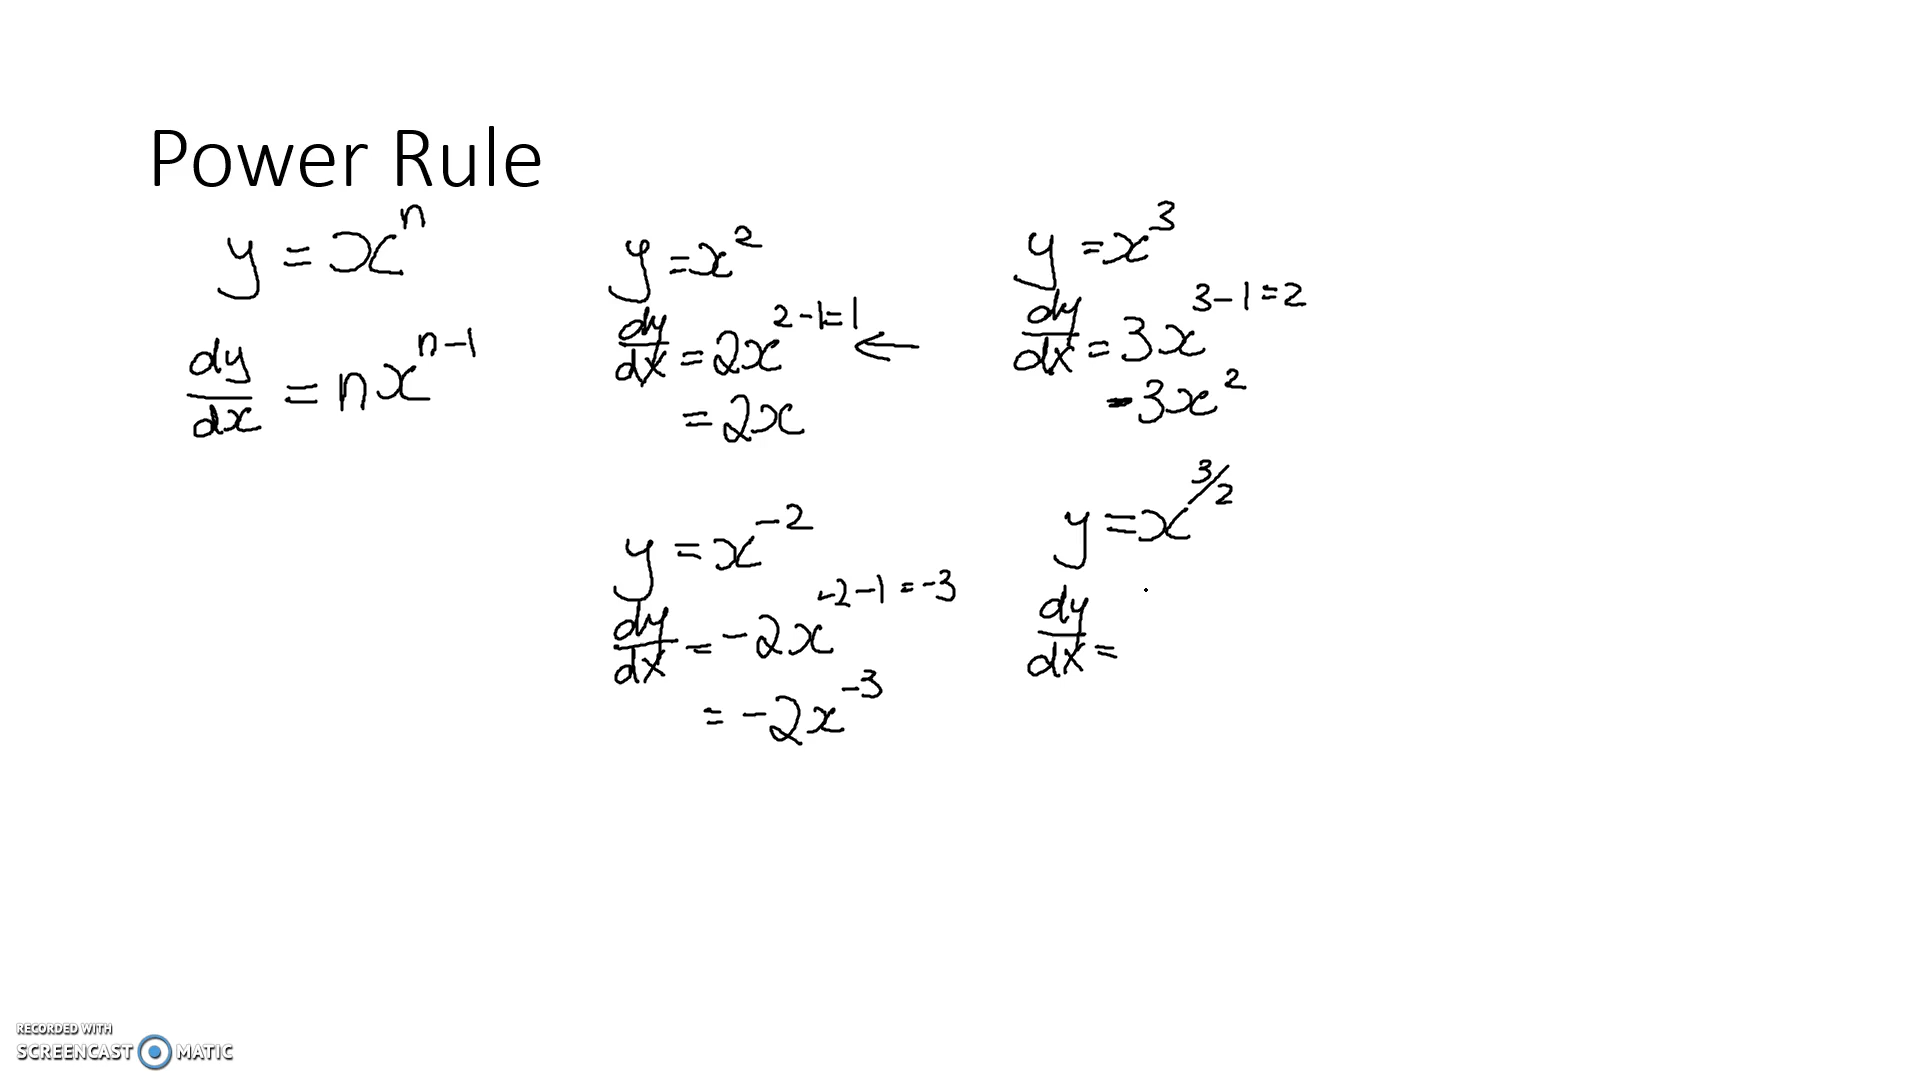 Power Rule
y = x^n
dy/dx = nx^{n-1}
y = x^2
dy/dx = 2x^{2-1=1} ←
= 2x
y = x^3
dy/dx = 3x^{3-1=2}
-3x^2
y = x^{-2}
dy/dx = -2x^{-2-1=-3}
= -2x^{-3}
y = x^{3/2}
dy/dx =
RECORDED WITH
SCREENCAST MATIC